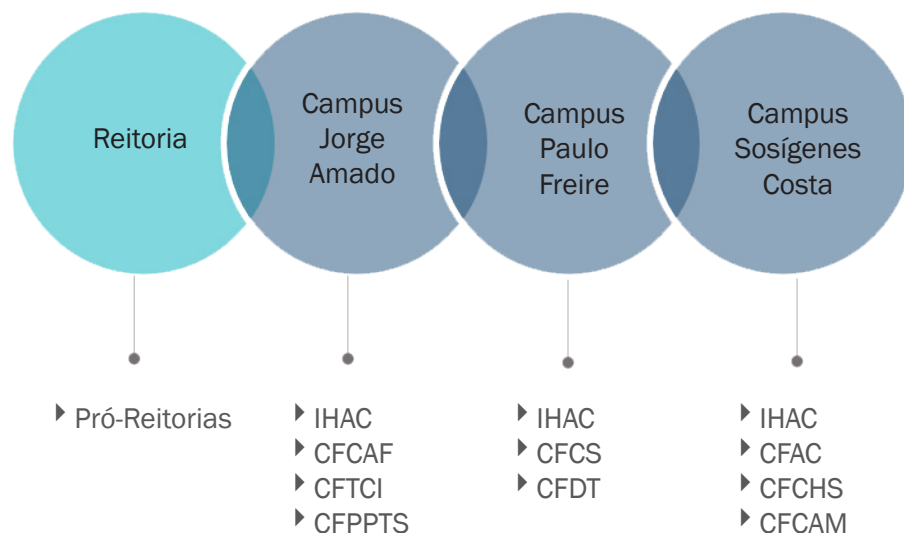 Reitoria
Campus
Jorge
Amado
Campus
Paulo
Freire
Campus
Sosígenes
Costa
Pró-Reitorias
IHAC
CFCAF
CFTCI
CFPPTS
IHAC
CFCS
CFDT
IHAC
CFAC
CFCHS
CFCAM